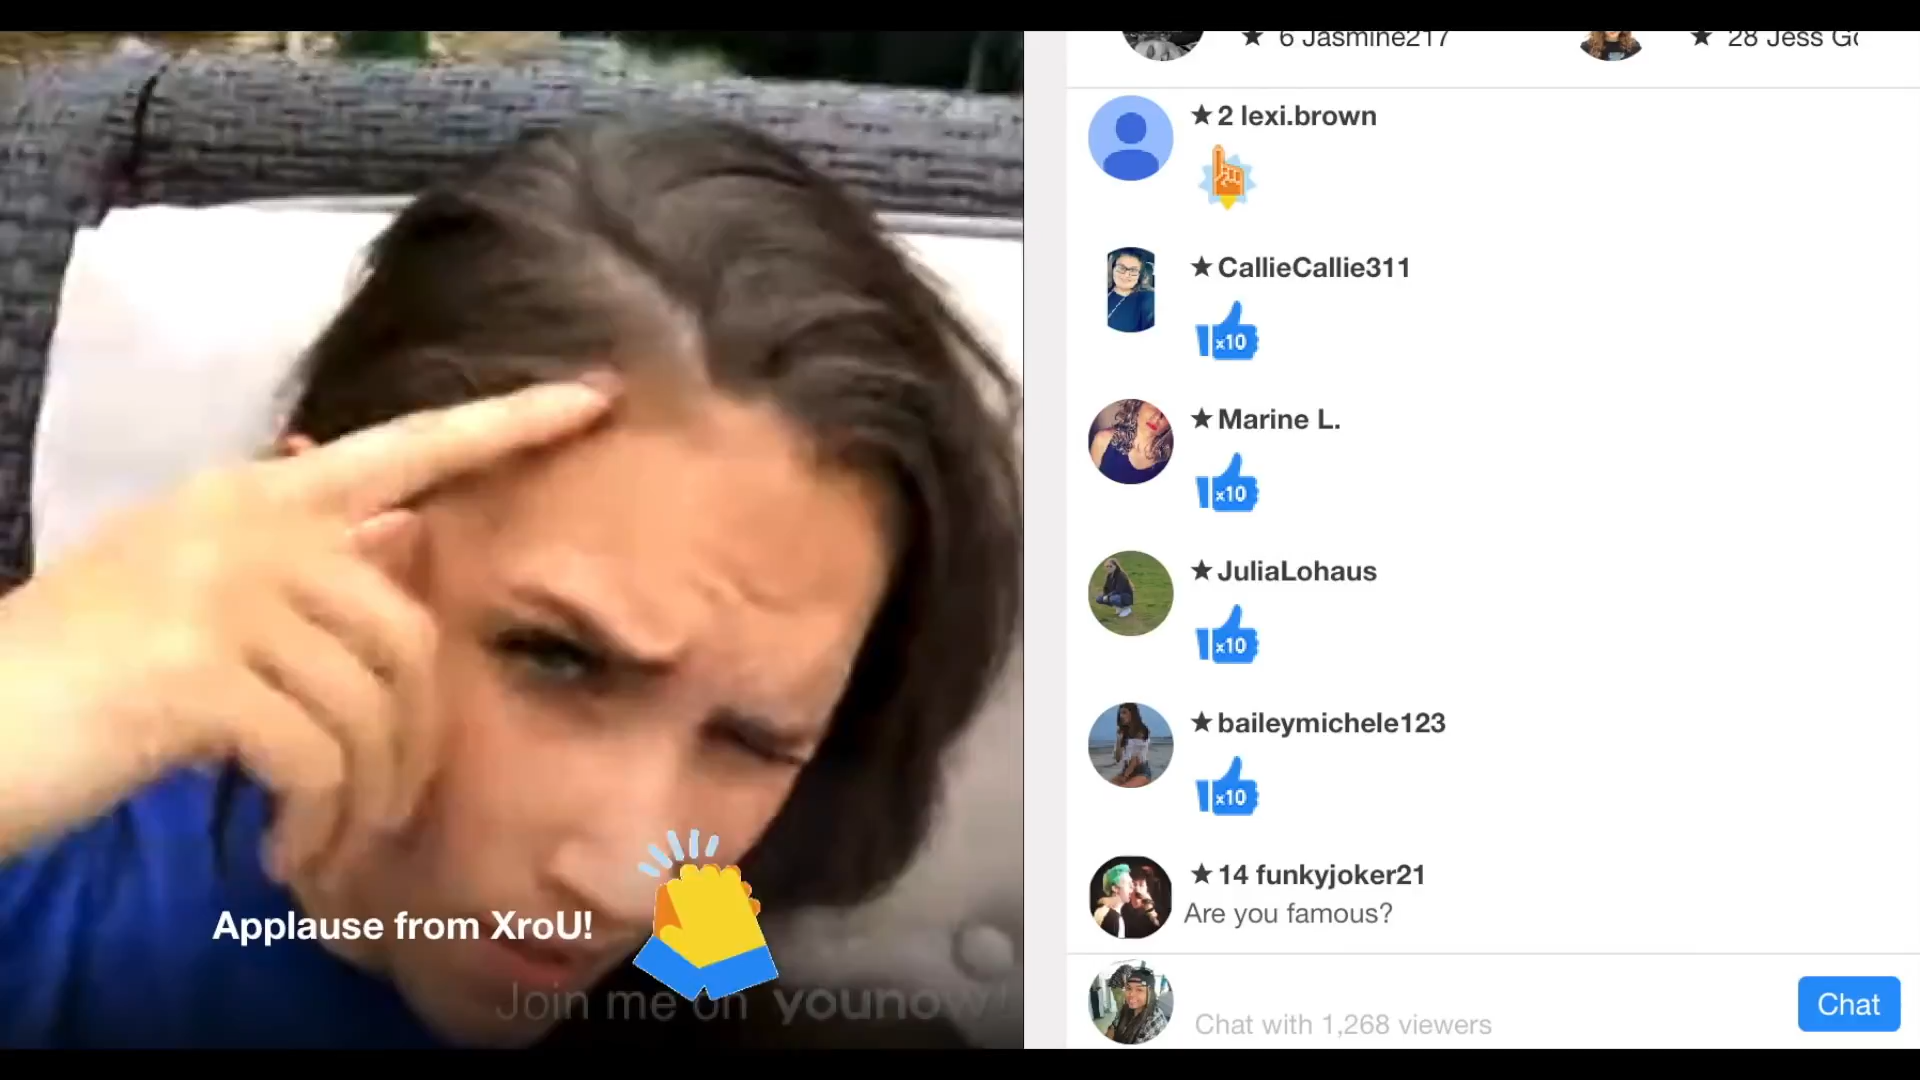 ★ 6 Jasmine217
★ 28 Jess
★ 2 lexi.brown
★ CallieCallie311
x10
★ Marine L.
x10
★ JuliaLohaus
x10
★ baileymichele123
x10
★ 14 funkyjoker21
Are you famous?
Applause from XroU!
Join me on younow!
Chat with 1,268 viewers
Chat